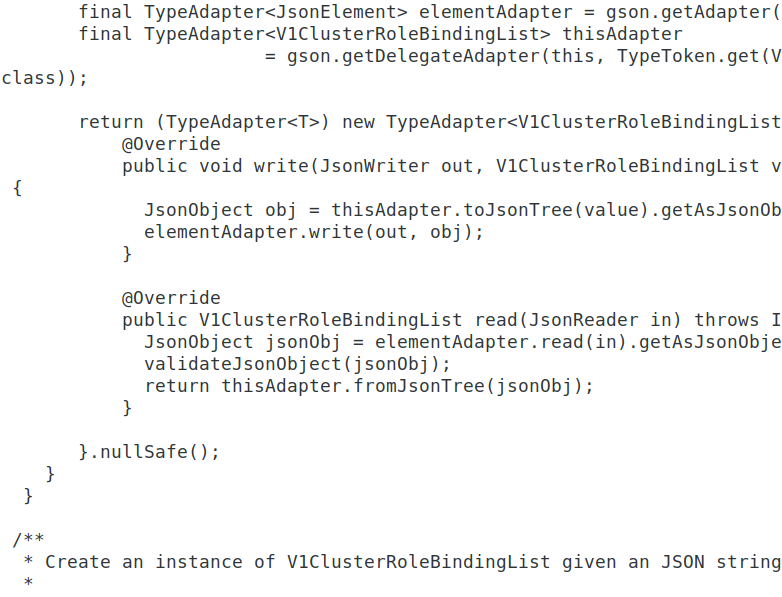 final TypeAdapter<JsonElement> elementAdapter = gson.getAdapter(
       final TypeAdapter<V1ClusterRoleBindingList> thisAdapter
                        = gson.getDelegateAdapter(this, TypeToken.get(V
class));

       return (TypeAdapter<T>) new TypeAdapter<V1ClusterRoleBindingList
           @Override
           public void write(JsonWriter out, V1ClusterRoleBindingList v
 {
             JsonObject obj = thisAdapter.toJsonTree(value).getAsJsonOb
             elementAdapter.write(out, obj);
           }

           @Override
           public V1ClusterRoleBindingList read(JsonReader in) throws I
             JsonObject jsonObj = elementAdapter.read(in).getAsJsonObje
             validateJsonObject(jsonObj);
             return thisAdapter.fromJsonTree(jsonObj);
           }

       }.nullSafe();
    }
  }

 /**
  * Create an instance of V1ClusterRoleBindingList given an JSON string
  *